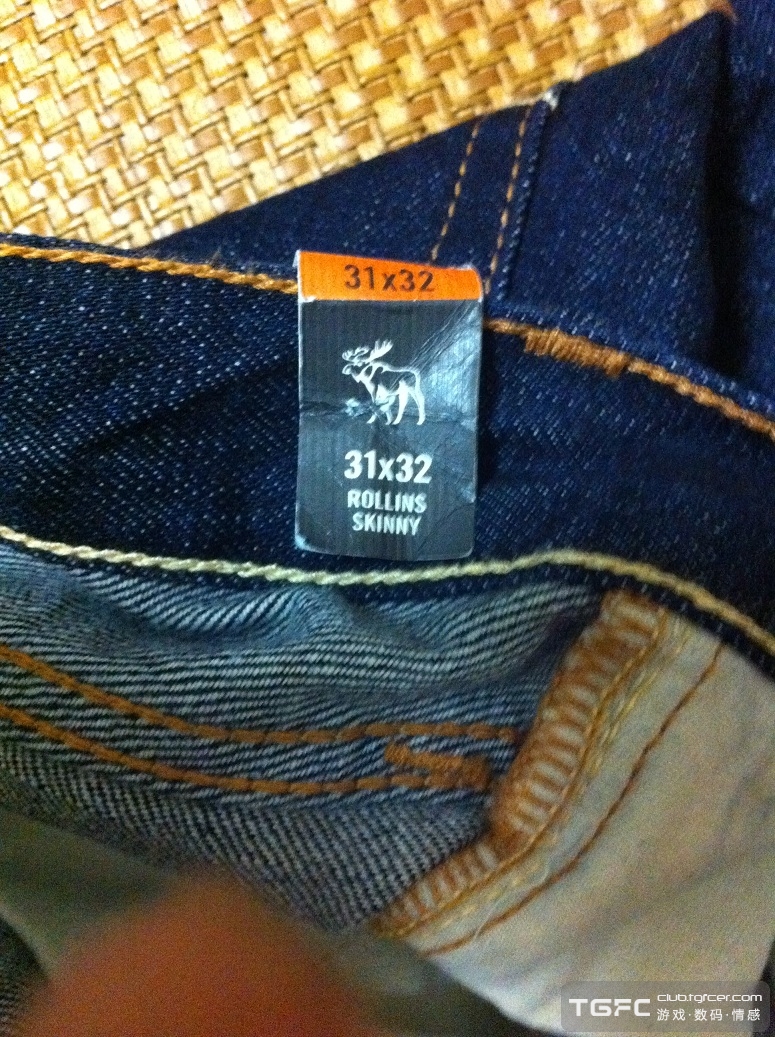 31x32
31x32
ROLLINS
SKINNY
TGFC club.tgfcer.com
游戏·数码·情感